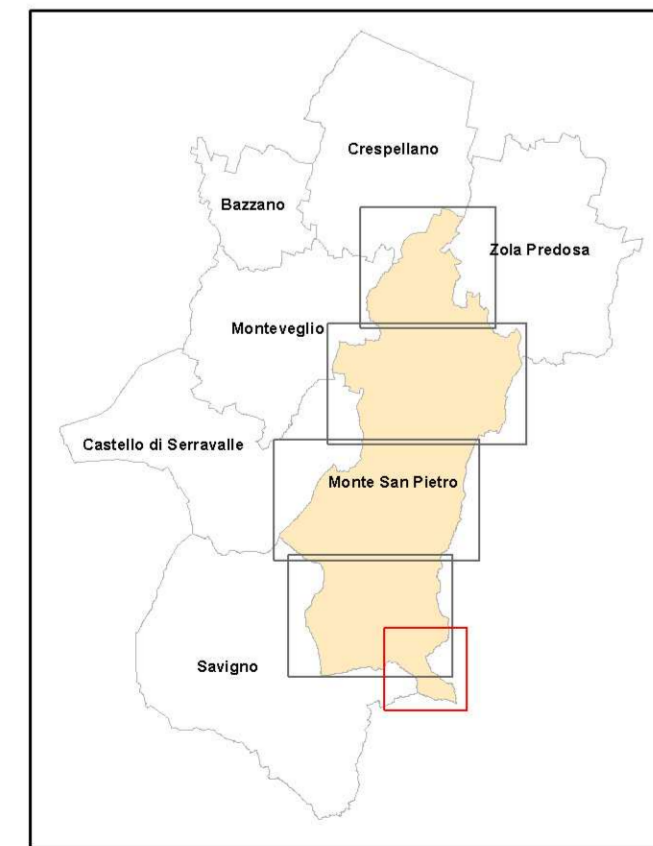 Crespellano
Bazzano
Zola Predosa
Monteveglio
Castello di Serravalle
Monte San Pietro
Savigno